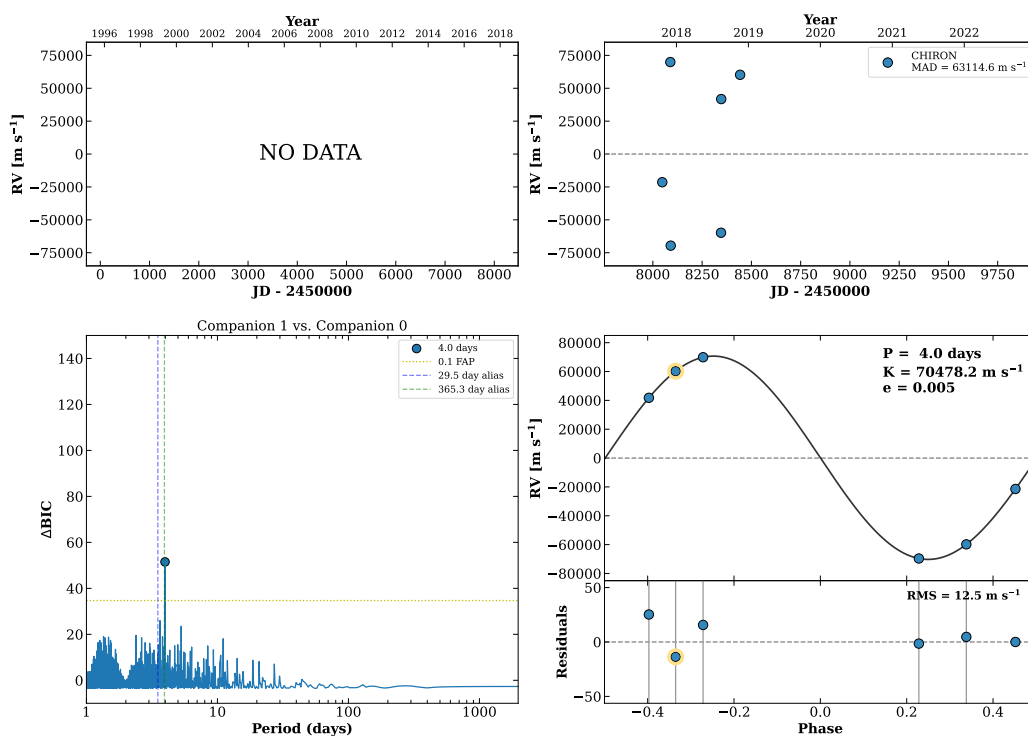 Year
1996 1998 2000 2002 2004 2006 2008 2010 2012 2014 2016 2018
75000
50000
25000
0
−25000
−50000
−75000
RV [m s⁻¹]
NO DATA
0 1000 2000 3000 4000 5000 6000 7000 8000
JD - 2450000
Year
2018 2019 2020 2021 2022
75000
50000
25000
0
−25000
−50000
−75000
RV [m s⁻¹]
CHIRON
MAD = 63114.6 m s⁻¹
8000 8250 8500 8750 9000 9250 9500 9750
JD - 2450000
Companion 1 vs. Companion 0
140
120
100
80
60
40
20
0
ΔBIC
4.0 days
0.1 FAP
29.5 day alias
365.3 day alias
1 10 100 1000
Period (days)
80000
60000
40000
20000
0
−20000
−40000
−60000
−80000
RV [m s⁻¹]
P = 4.0 days
K = 70478.2 m s⁻¹
e = 0.005
50
0
−50
Residuals
RMS = 12.5 m s⁻¹
−0.4 −0.2 0.0 0.2 0.4
Phase